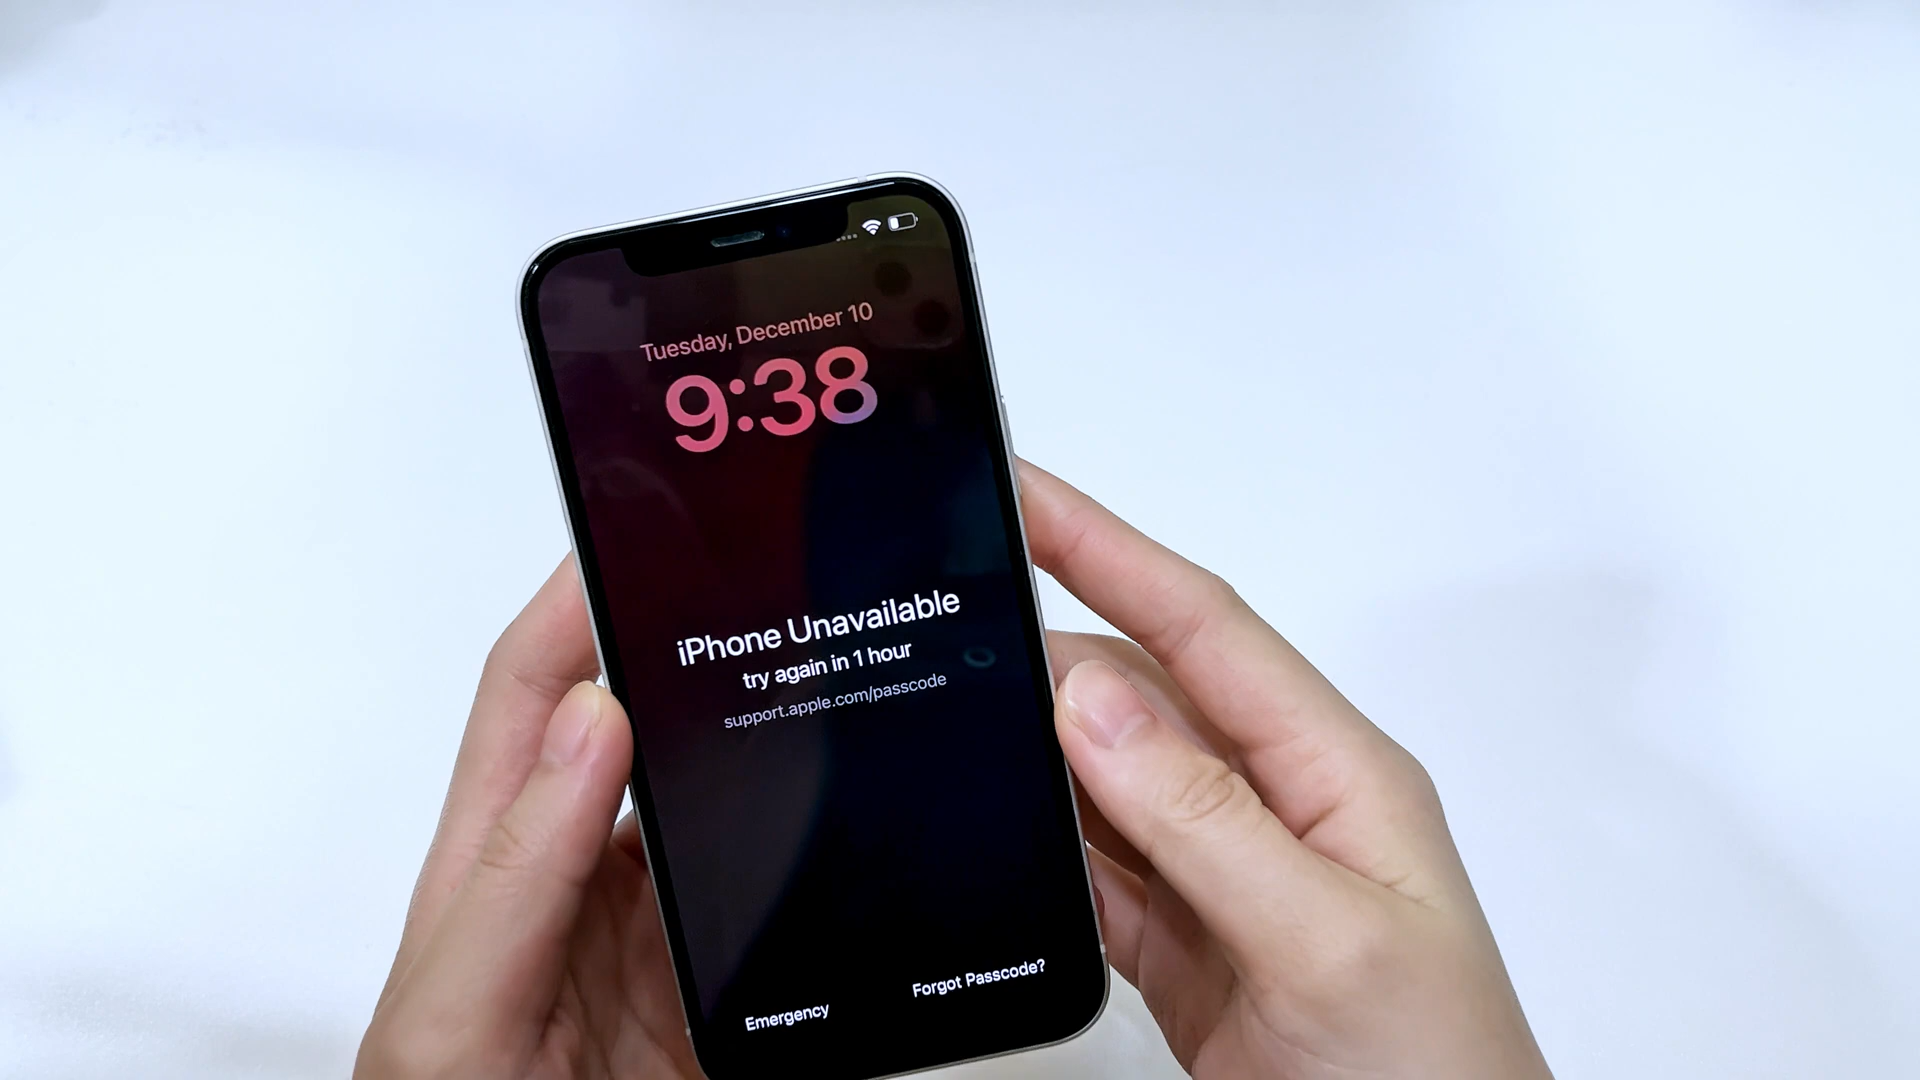 Tuesday, December 10
9:38
iPhone Unavailable
try again in 1 hour
support.apple.com/passcode
Emergency
Forgot Passcode?